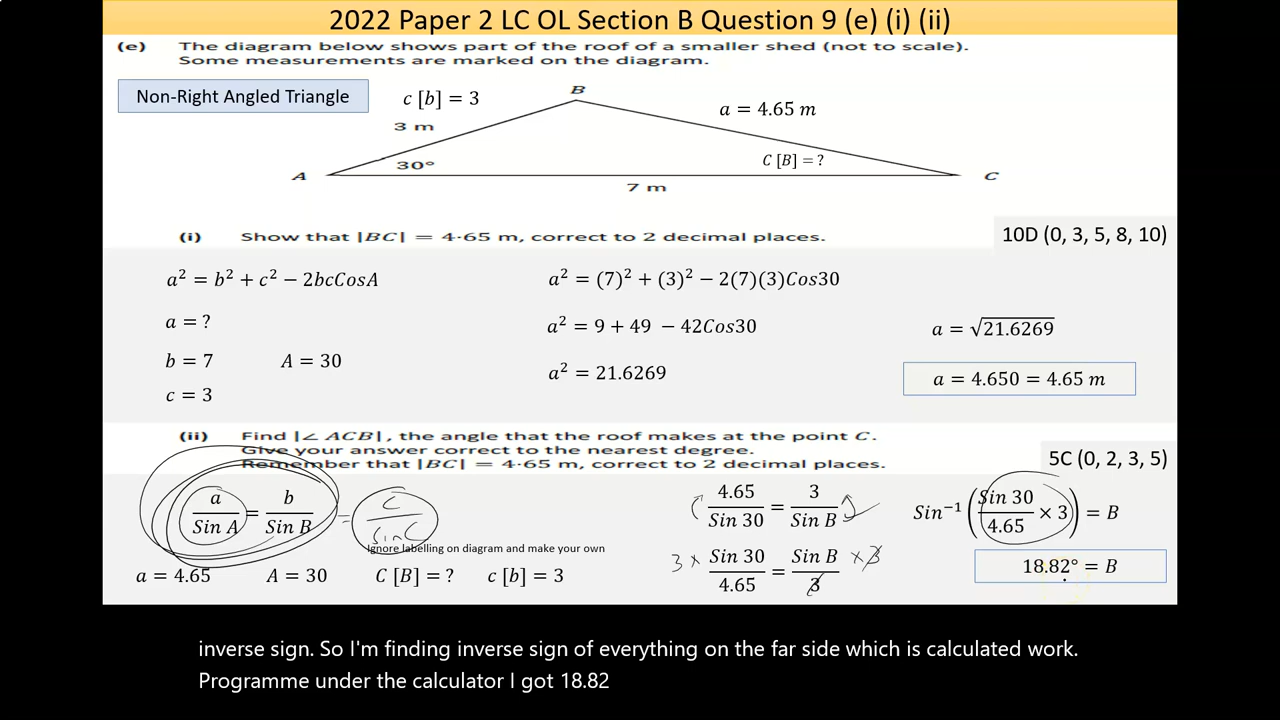 2022 Paper 2 LC OL Section B Question 9 (e) (i) (ii)
(e) The diagram below shows part of the roof of a smaller shed (not to scale).
Some measurements are marked on the diagram.
Non-Right Angled Triangle
c [b] = 3
B
a = 4.65 m
3 m
30°
C [B] = ?
A
C
7 m
(i) Show that |BC| = 4·65 m, correct to 2 decimal places.
10D (0, 3, 5, 8, 10)
a² = b² + c² − 2bcCosA
a² = (7)² + (3)² − 2(7)(3)Cos30
a = ?
a² = 9 + 49 − 42Cos30
a = √21.6269
b = 7 A = 30
a² = 21.6269
a = 4.650 = 4.65 m
c = 3
(ii) Find |∠ ACB|, the angle that the roof makes at the point C.
Give your answer correct to the nearest degree.
Remember that |BC| = 4·65 m, correct to 2 decimal places.
5C (0, 2, 3, 5)
a/Sin A = b/Sin B = c/Sin C
4.65/Sin 30 = 3/Sin B
Sin⁻¹ (Sin 30/4.65 × 3) = B
Ignore labelling on diagram and make your own
3 × Sin 30/4.65 = Sin B/3 × 3
18.82° = B
a = 4.65 A = 30 C [B] = ? c [b] = 3
inverse sign. So I'm finding inverse sign of everything on the far side which is calculated work.
Programme under the calculator I got 18.82